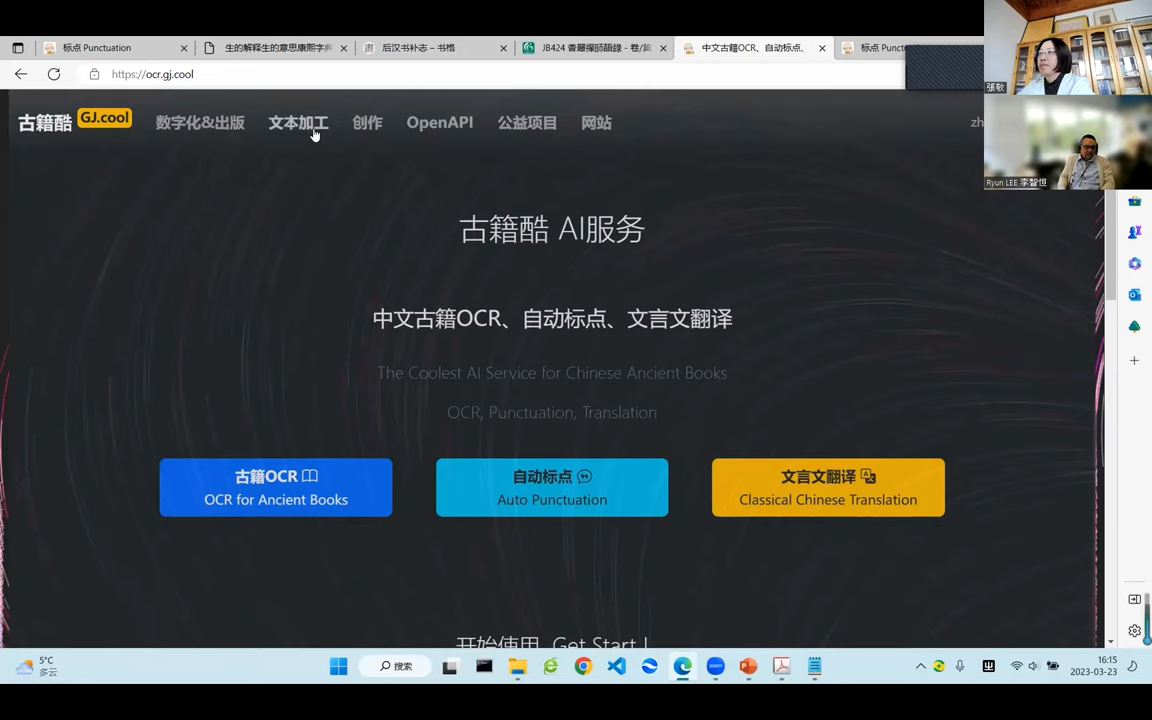 标点 Punctuation
生的解释生的意思康熙字典
后汉书补志 – 书格
JB424 香嚴禪師語錄 - 卷/篇
中文古籍OCR、自动标点、
标点 Punct
https://ocr.gj.cool
張敏
Ryun LEE 李智恒
古籍酷 GJ.cool
数字化&出版
文本加工
创作
OpenAPI
公益项目
网站
zh
古籍酷 AI服务
中文古籍OCR、自动标点、文言文翻译
The Coolest AI Service for Chinese Ancient Books
OCR, Punctuation, Translation
古籍OCR
OCR for Ancient Books
自动标点
Auto Punctuation
文言文翻译
Classical Chinese Translation
开始使用 Get Start !
5°C
多云
搜索
zoom
16:15
2023-03-23